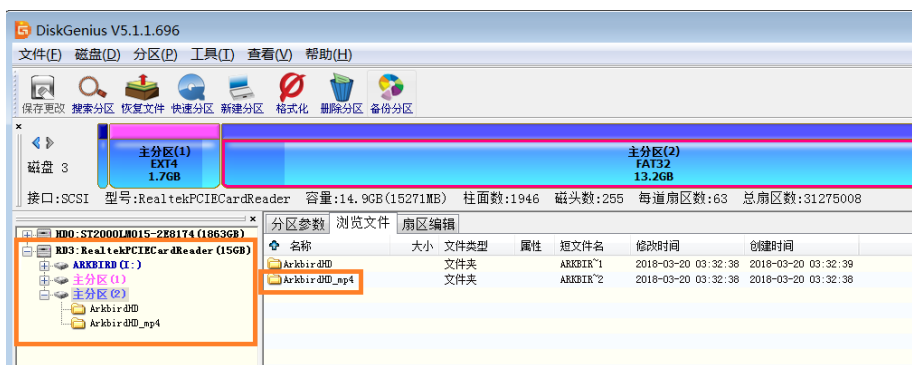 DiskGenius V5.1.1.696
文件(F) 磁盘(D) 分区(P) 工具(T) 查看(V) 帮助(H)
保存更改 搜索分区 恢复文件 快速分区 新建分区 格式化 删除分区 备份分区
磁盘 3
主分区(1)
EXT4
1.7GB
主分区(2)
FAT32
13.2GB
接口:SCSI 型号:RealtekPCIECardReader 容量:14.9GB(15271MB) 柱面数:1946 磁头数:255 每道扇区数:63 总扇区数:31275008
HD0:ST2000LM015-2E8174(1863GB)
RD3:RealtekPCIECardReader(15GB)
ARKBIRD(I:)
主分区(1)
主分区(2)
ArkbirdHD
ArkbirdHD_mp4
分区参数 浏览文件 扇区编辑
名称 大小 文件类型 属性 短文件名 修改时间 创建时间
ArkbirdHD 文件夹 ARKBIR~1 2018-03-20 03:32:38 2018-03-20 03:32:39
ArkbirdHD_mp4 文件夹 ARKBIR~2 2018-03-20 03:32:38 2018-03-20 03:32:38